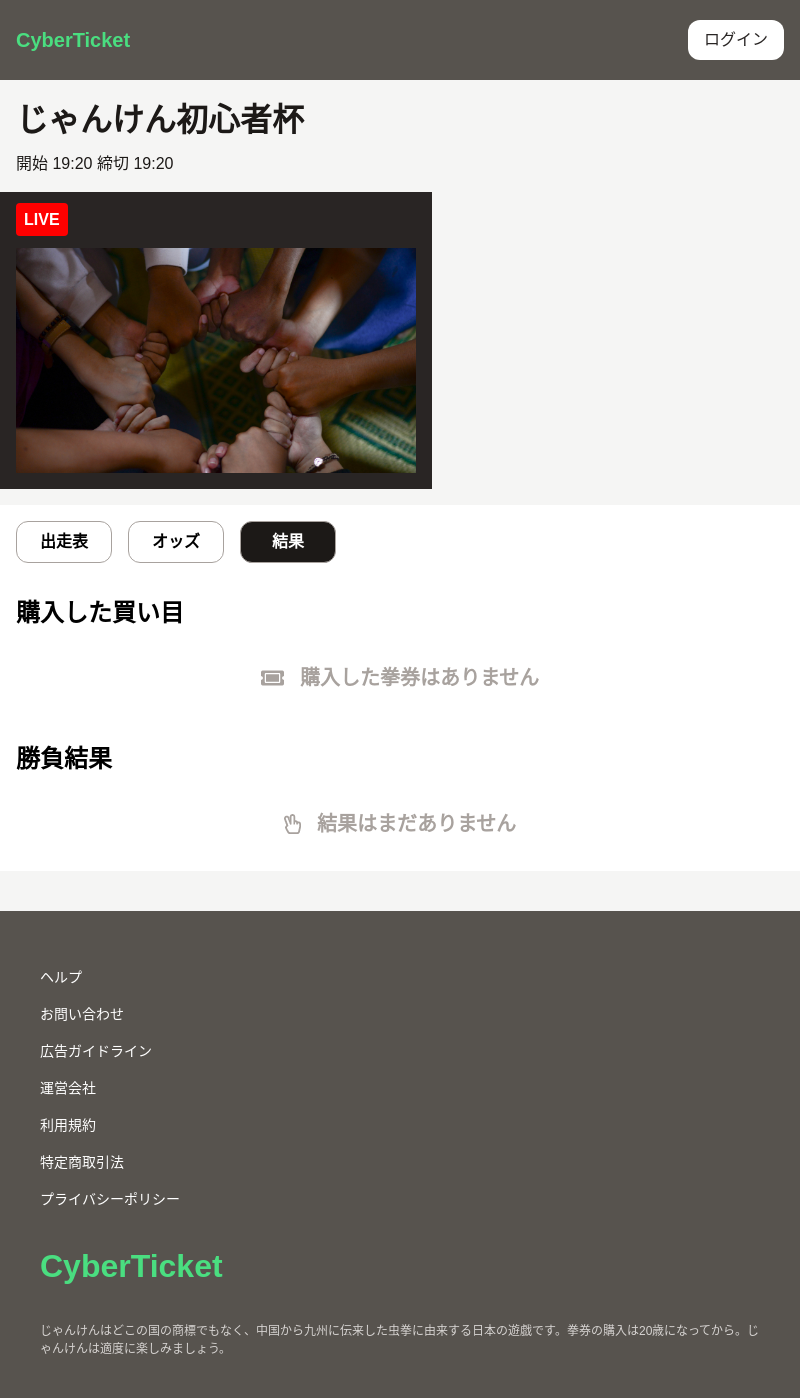 CyberTicket
ログイン
じゃんけん初心者杯
開始 19:20 締切 19:20
LIVE
出走表
オッズ
結果
購入した買い目
購入した拳券はありません
勝負結果
結果はまだありません
ヘルプ
お問い合わせ
広告ガイドライン
運営会社
利用規約
特定商取引法
プライバシーポリシー
CyberTicket
じゃんけんはどこの国の商標でもなく、中国から九州に伝来した虫拳に由来する日本の遊戯です。拳券の購入は20歳になってから。じ
ゃんけんは適度に楽しみましょう。